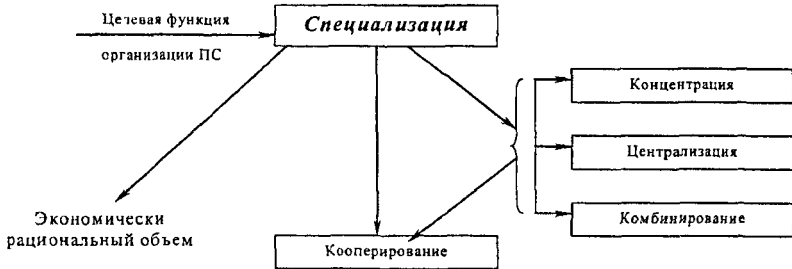 Целевая функция
организации ПС
Специализация
Концентрация
Централизация
Комбинирование
Экономически
рациональный объем
Кооперирование